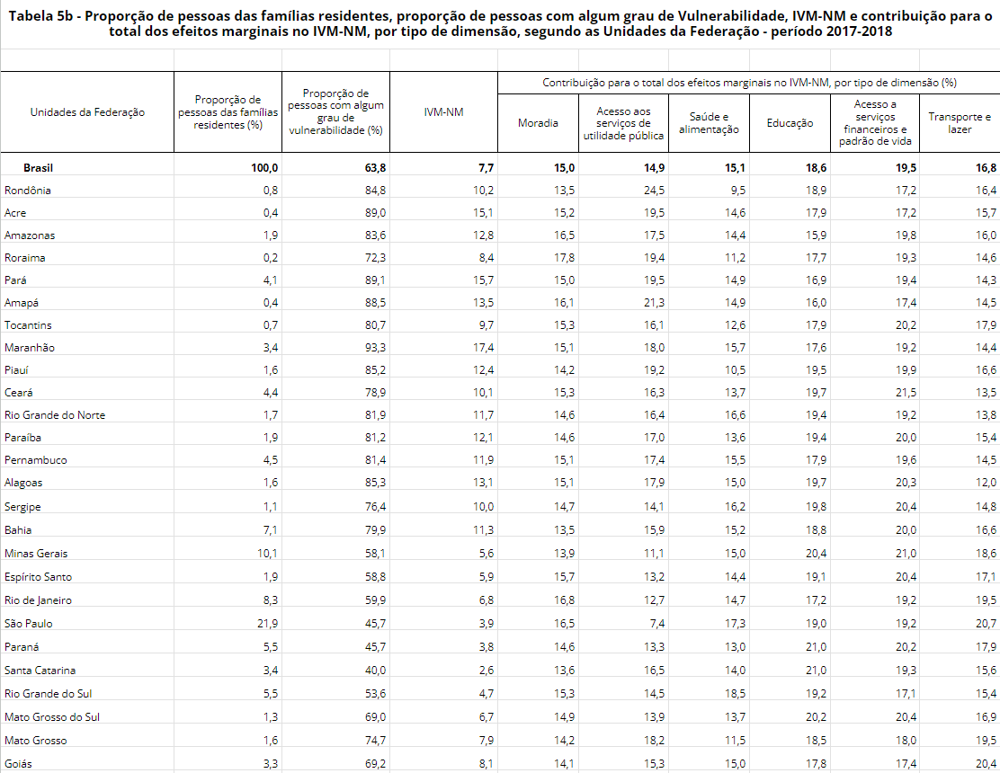 Tabela 5b - Proporção de pessoas das famílias residentes, proporção de pessoas com algum grau de Vulnerabilidade, IVM-NM e contribuição para o
total dos efeitos marginais no IVM-NM, por tipo de dimensão, segundo as Unidades da Federação - período 2017-2018
Unidades da Federação
Proporção de
pessoas das famílias
residentes (%)
Proporção de
pessoas com algum
grau de
vulnerabilidade (%)
IVM-NM
Contribuição para o total dos efeitos marginais no IVM-NM, por tipo de dimensão (%)
Moradia
Acesso aos
serviços de
utilidade pública
Saúde e
alimentação
Educação
Acesso a
serviços
financeiros e
padrão de vida
Transporte e
lazer
Brasil 100,0 63,8 7,7 15,0 14,9 15,1 18,6 19,5 16,8
Rondônia 0,8 84,8 10,2 13,5 24,5 9,5 18,9 17,2 16,4
Acre 0,4 89,0 15,1 15,2 19,5 14,6 17,9 17,2 15,7
Amazonas 1,9 83,6 12,8 16,5 17,5 14,4 15,9 19,8 16,0
Roraima 0,2 72,3 8,4 17,8 19,4 11,2 17,7 19,3 14,6
Pará 4,1 89,1 15,7 15,0 19,5 14,9 16,9 19,4 14,3
Amapá 0,4 88,5 13,5 16,1 21,3 14,9 16,0 17,4 14,5
Tocantins 0,7 80,7 9,7 15,3 16,1 12,6 17,9 20,2 17,9
Maranhão 3,4 93,3 17,4 15,1 18,0 15,7 17,6 19,2 14,4
Piauí 1,6 85,2 12,4 14,2 19,2 10,5 19,5 19,9 16,6
Ceará 4,4 78,9 10,1 15,3 16,3 13,7 19,7 21,5 13,5
Rio Grande do Norte 1,7 81,9 11,7 14,6 16,4 16,6 19,4 19,2 13,8
Paraíba 1,9 81,2 12,1 14,6 17,0 13,6 19,4 20,0 15,4
Pernambuco 4,5 81,4 11,9 15,1 17,4 15,5 17,9 19,6 14,5
Alagoas 1,6 85,3 13,1 15,1 17,9 15,0 19,7 20,3 12,0
Sergipe 1,1 76,4 10,0 14,7 14,1 16,2 19,8 20,4 14,8
Bahia 7,1 79,9 11,3 13,5 15,9 15,2 18,8 20,0 16,6
Minas Gerais 10,1 58,1 5,6 13,9 11,1 15,0 20,4 21,0 18,6
Espírito Santo 1,9 58,8 5,9 15,7 13,2 14,4 19,1 20,4 17,1
Rio de Janeiro 8,3 59,9 6,8 16,8 12,7 14,7 17,2 19,2 19,5
São Paulo 21,9 45,7 3,9 16,5 7,4 17,3 19,0 19,2 20,7
Paraná 5,5 45,7 3,8 14,6 13,3 13,0 21,0 20,2 17,9
Santa Catarina 3,4 40,0 2,6 13,6 16,5 14,0 21,0 19,3 15,6
Rio Grande do Sul 5,5 53,6 4,7 15,3 14,5 18,5 19,2 17,1 15,4
Mato Grosso do Sul 1,3 69,0 6,7 14,9 13,9 13,7 20,2 20,4 16,9
Mato Grosso 1,6 74,7 7,9 14,2 18,2 11,5 18,5 18,0 19,5
Goiás 3,3 69,2 8,1 14,1 15,3 15,0 17,8 17,4 20,4